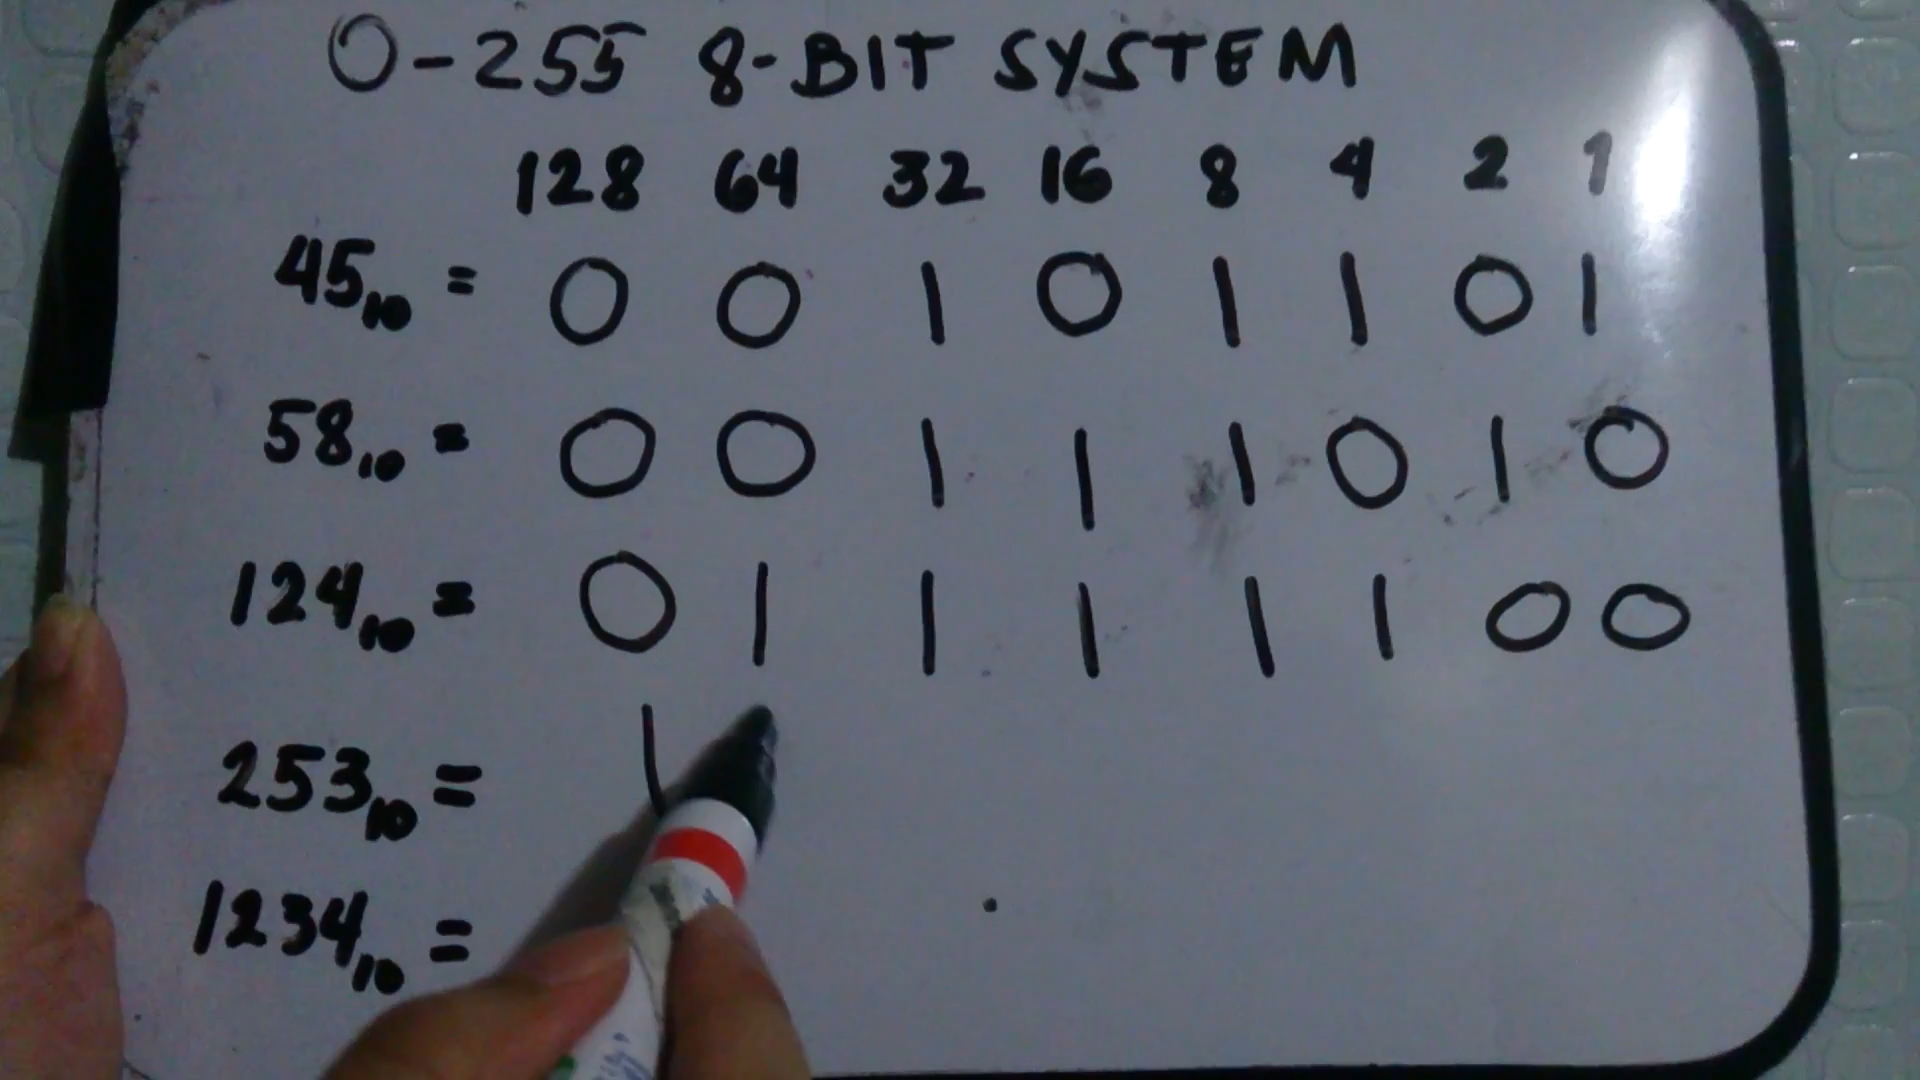 0-255 8-BIT SYSTEM
128 64 32 16 8 4 2 1
45₁₀ = 0 0 1 0 1 1 0 1
58₁₀ = 0 0 1 1 1 0 1 0
124₁₀ = 0 1 1 1 1 1 0 0
253₁₀ = 1
1234₁₀ =